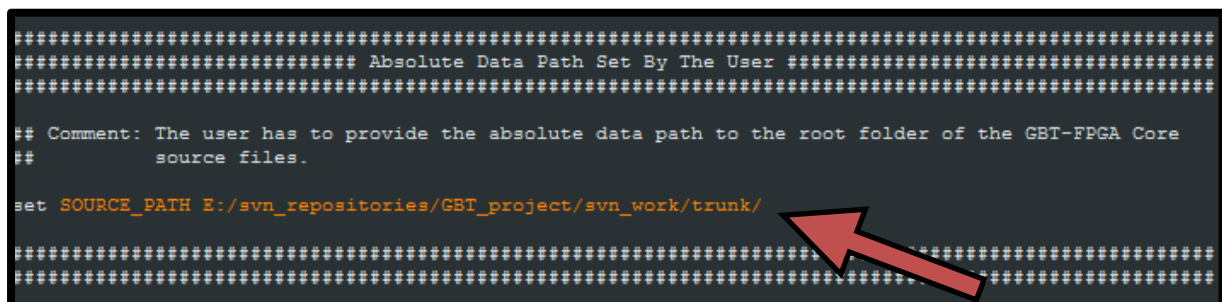 ######################################################################################################
############################# Absolute Data Path Set By The User ####################################
######################################################################################################
## Comment: The user has to provide the absolute data path to the root folder of the GBT-FPGA Core
##          source files.
set SOURCE_PATH E:/svn_repositories/GBT_project/svn_work/trunk/
######################################################################################################
######################################################################################################